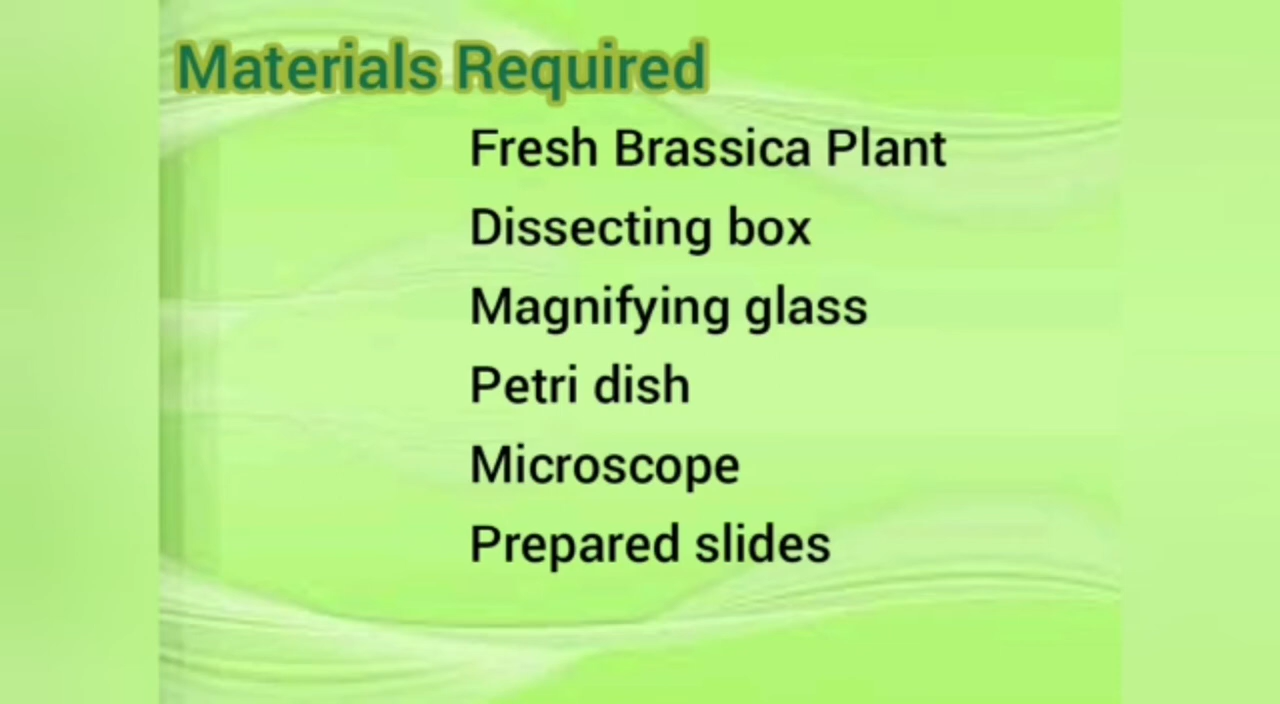 Materials Required
Fresh Brassica Plant
Dissecting box
Magnifying glass
Petri dish
Microscope
Prepared slides